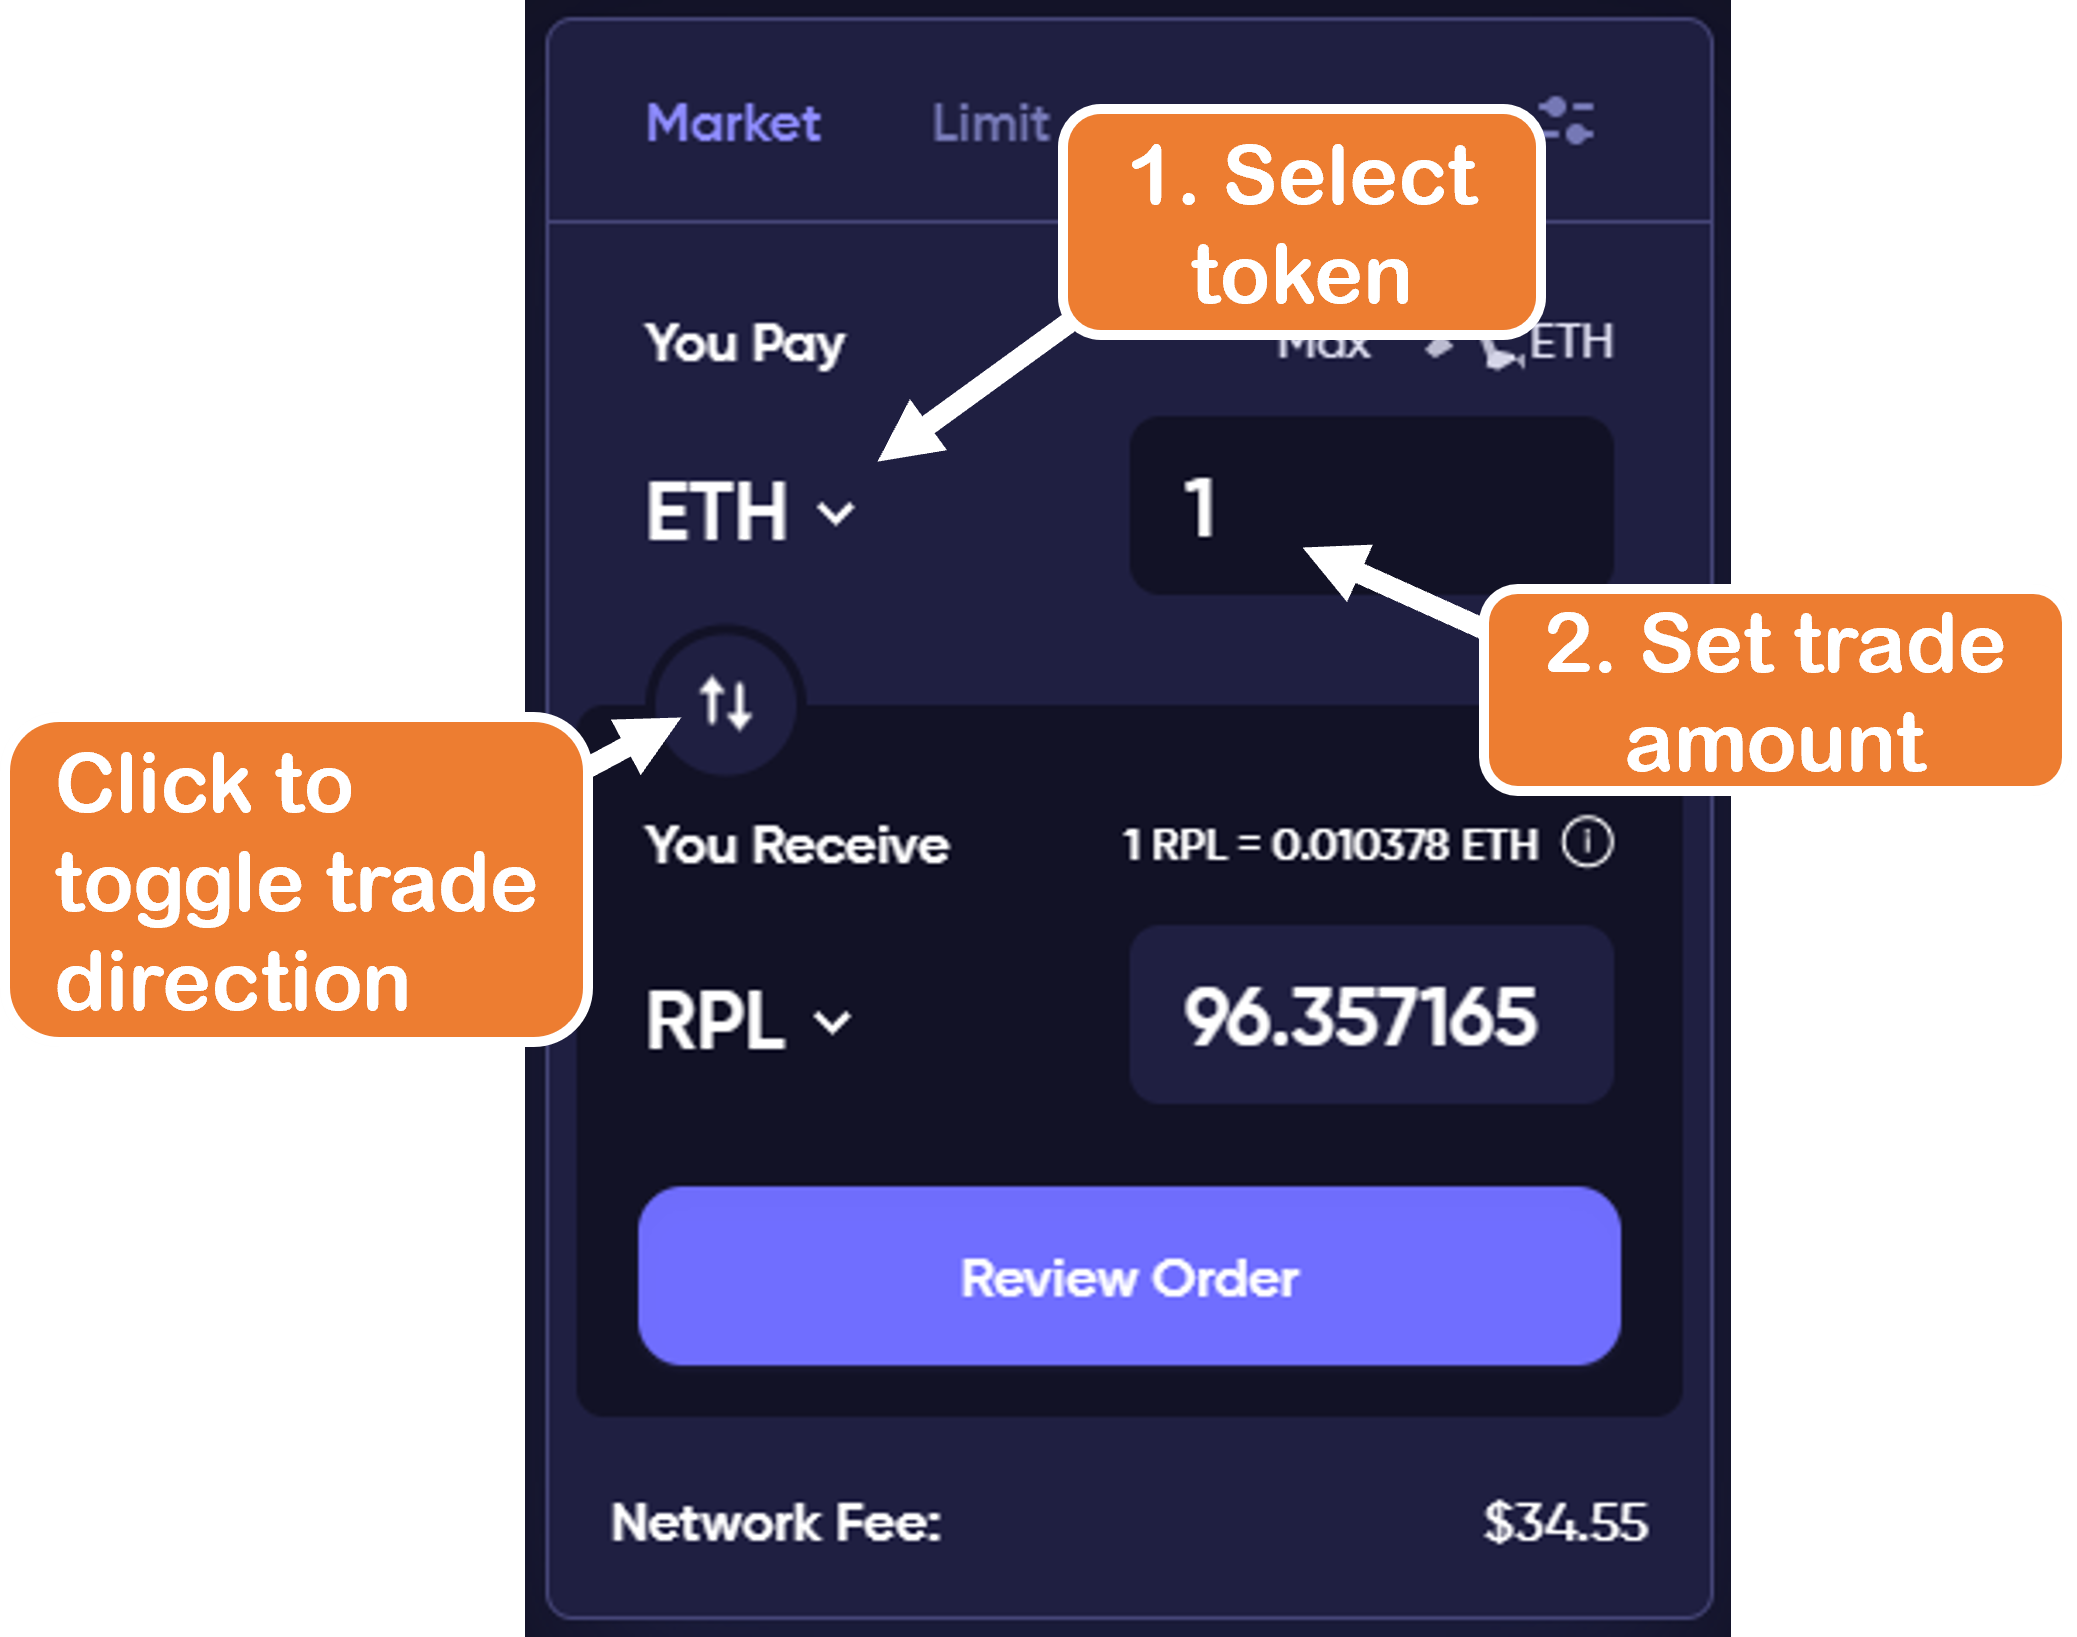 Market Limit
1. Select
token
You Pay Max ETH
ETH 1
2. Set trade
amount
Click to
toggle trade
direction
You Receive 1 RPL = 0.010378 ETH
RPL 96.357165
Review Order
Network Fee: $34.55